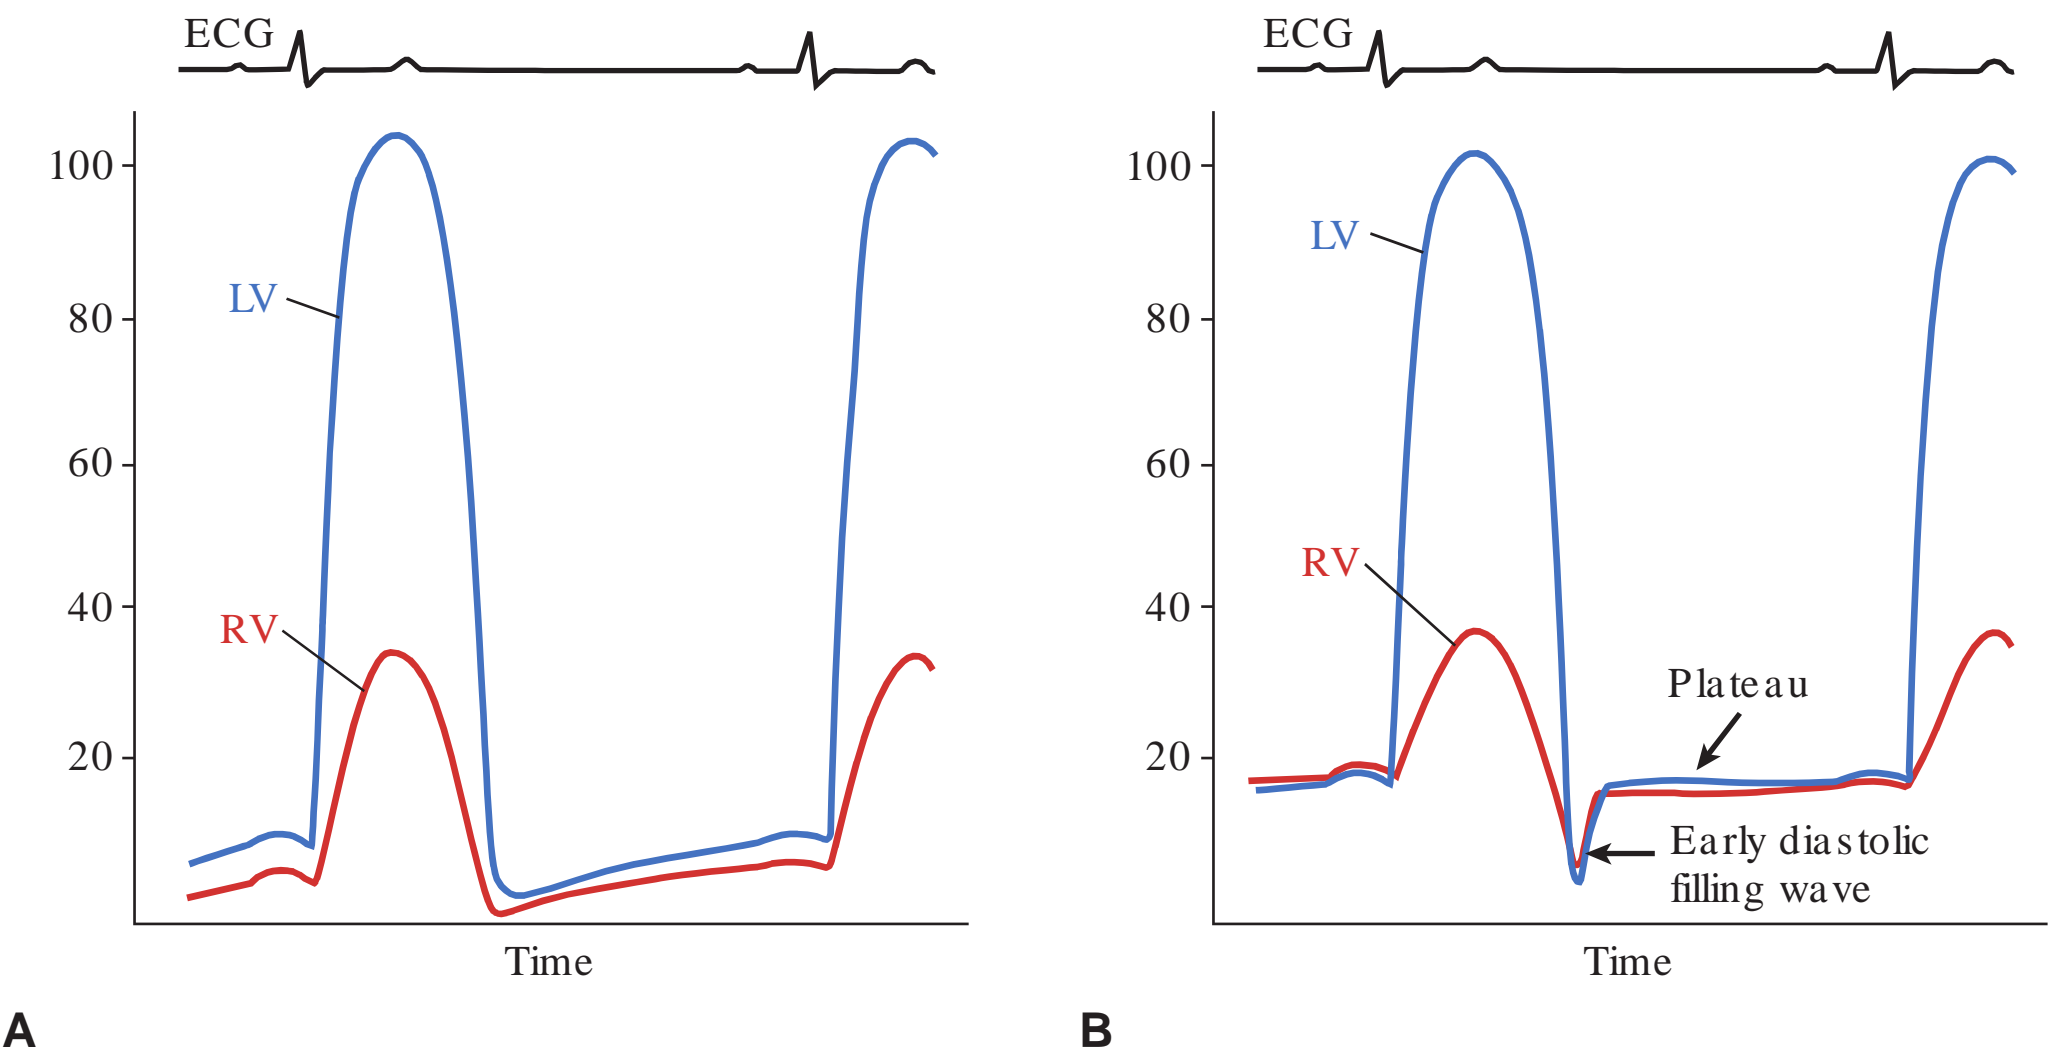 ECG
100
80
60
40
20
LV
RV
Time
A
ECG
100
80
60
40
20
LV
RV
Plateau
Early diastolic
filling wave
Time
B